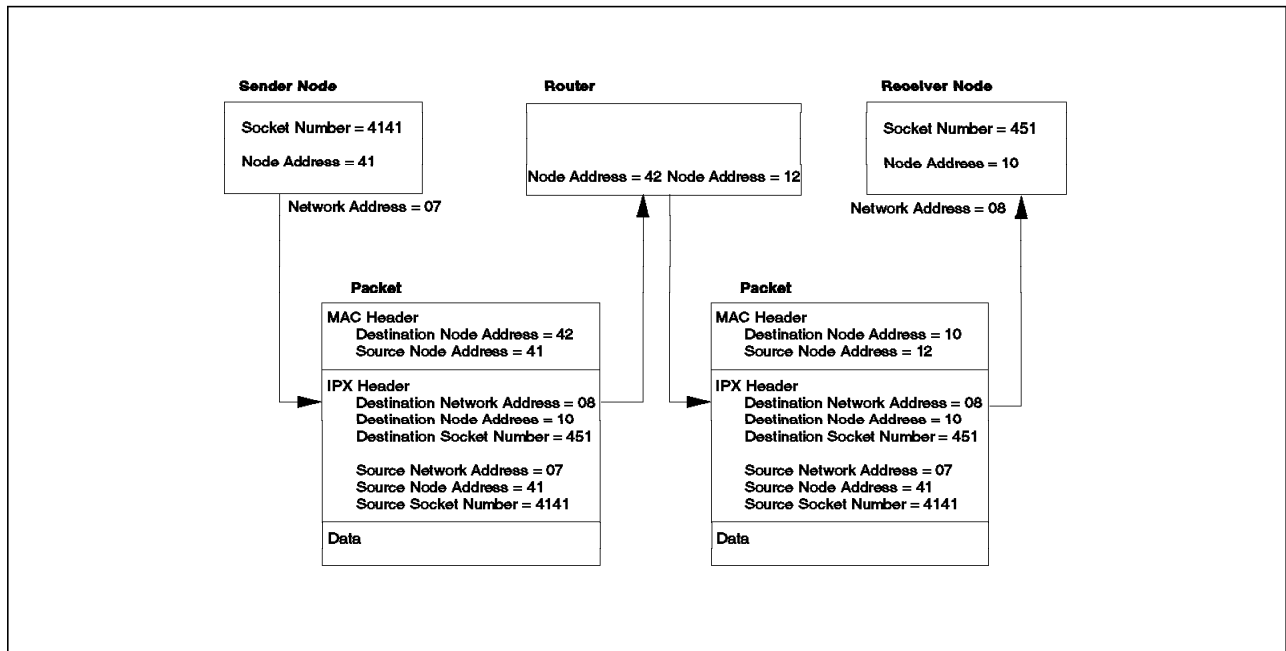 Sender Node
Socket Number = 4141
Node Address = 41
Network Address = 07
Router
Node Address = 42 Node Address = 12
Receiver Node
Socket Number = 451
Node Address = 10
Network Address = 08
Packet
MAC Header
Destination Node Address = 42
Source Node Address = 41
IPX Header
Destination Network Address = 08
Destination Node Address = 10
Destination Socket Number = 451
Source Network Address = 07
Source Node Address = 41
Source Socket Number = 4141
Data
Packet
MAC Header
Destination Node Address = 10
Source Node Address = 12
IPX Header
Destination Network Address = 08
Destination Node Address = 10
Destination Socket Number = 451
Source Network Address = 07
Source Node Address = 41
Source Socket Number = 4141
Data